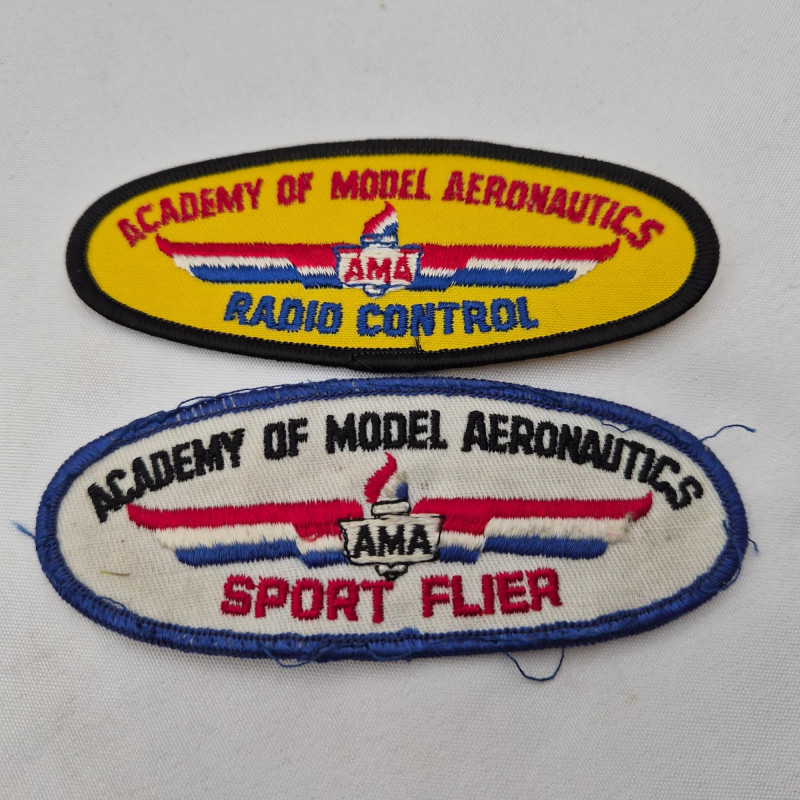 ACADEMY OF MODEL AERONAUTICS
AMA
RADIO CONTROL
ACADEMY OF MODEL AERONAUTICS
AMA
SPORT FLIER